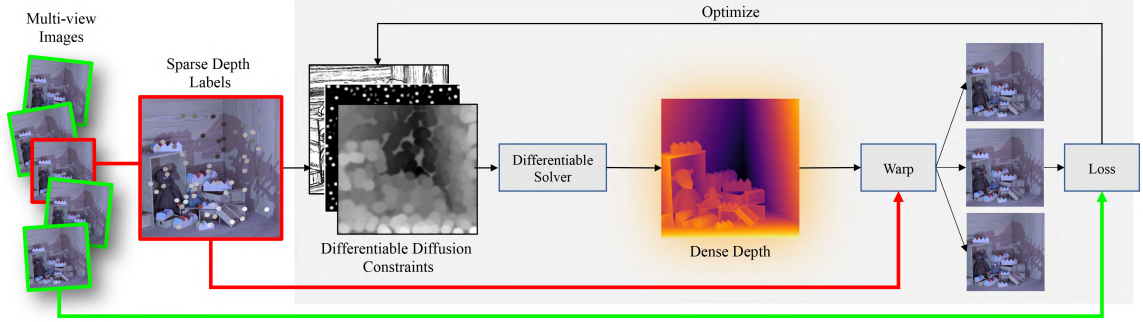 Multi-view
Images
Sparse Depth
Labels
Optimize
Differentiable Diffusion
Constraints
Differentiable
Solver
Dense Depth
Warp
Loss